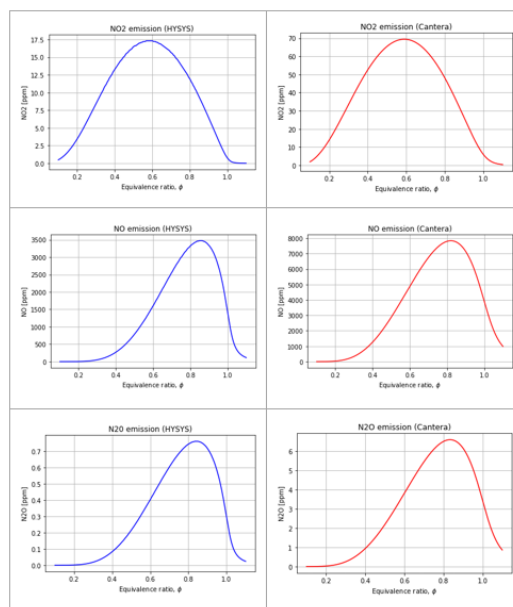 NO2 emission (HYSYS)
NO2 [ppm]
17.5
15.0
12.5
10.0
7.5
5.0
2.5
0.0
0.2 0.4 0.6 0.8 1.0
Equivalence ratio, ϕ
NO2 emission (Cantera)
NO2 [ppm]
70
60
50
40
30
20
10
0
0.2 0.4 0.6 0.8 1.0
Equivalence ratio, ϕ
NO emission (HYSYS)
NO [ppm]
3500
3000
2500
2000
1500
1000
500
0
0.2 0.4 0.6 0.8 1.0
Equivalence ratio, ϕ
NO emission (Cantera)
NO [ppm]
8000
7000
6000
5000
4000
3000
2000
1000
0
0.2 0.4 0.6 0.8 1.0
Equivalence ratio, ϕ
N20 emission (HYSYS)
N2O [ppm]
0.7
0.6
0.5
0.4
0.3
0.2
0.1
0.0
0.2 0.4 0.6 0.8 1.0
Equivalence ratio, ϕ
N2O emission (Cantera)
N2O [ppm]
6
5
4
3
2
1
0
0.2 0.4 0.6 0.8 1.0
Equivalence ratio, ϕ